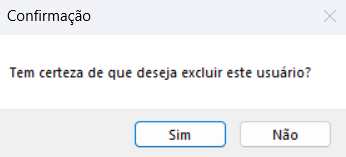 Confirmação
Tem certeza de que deseja excluir este usuário?
Sim
Não